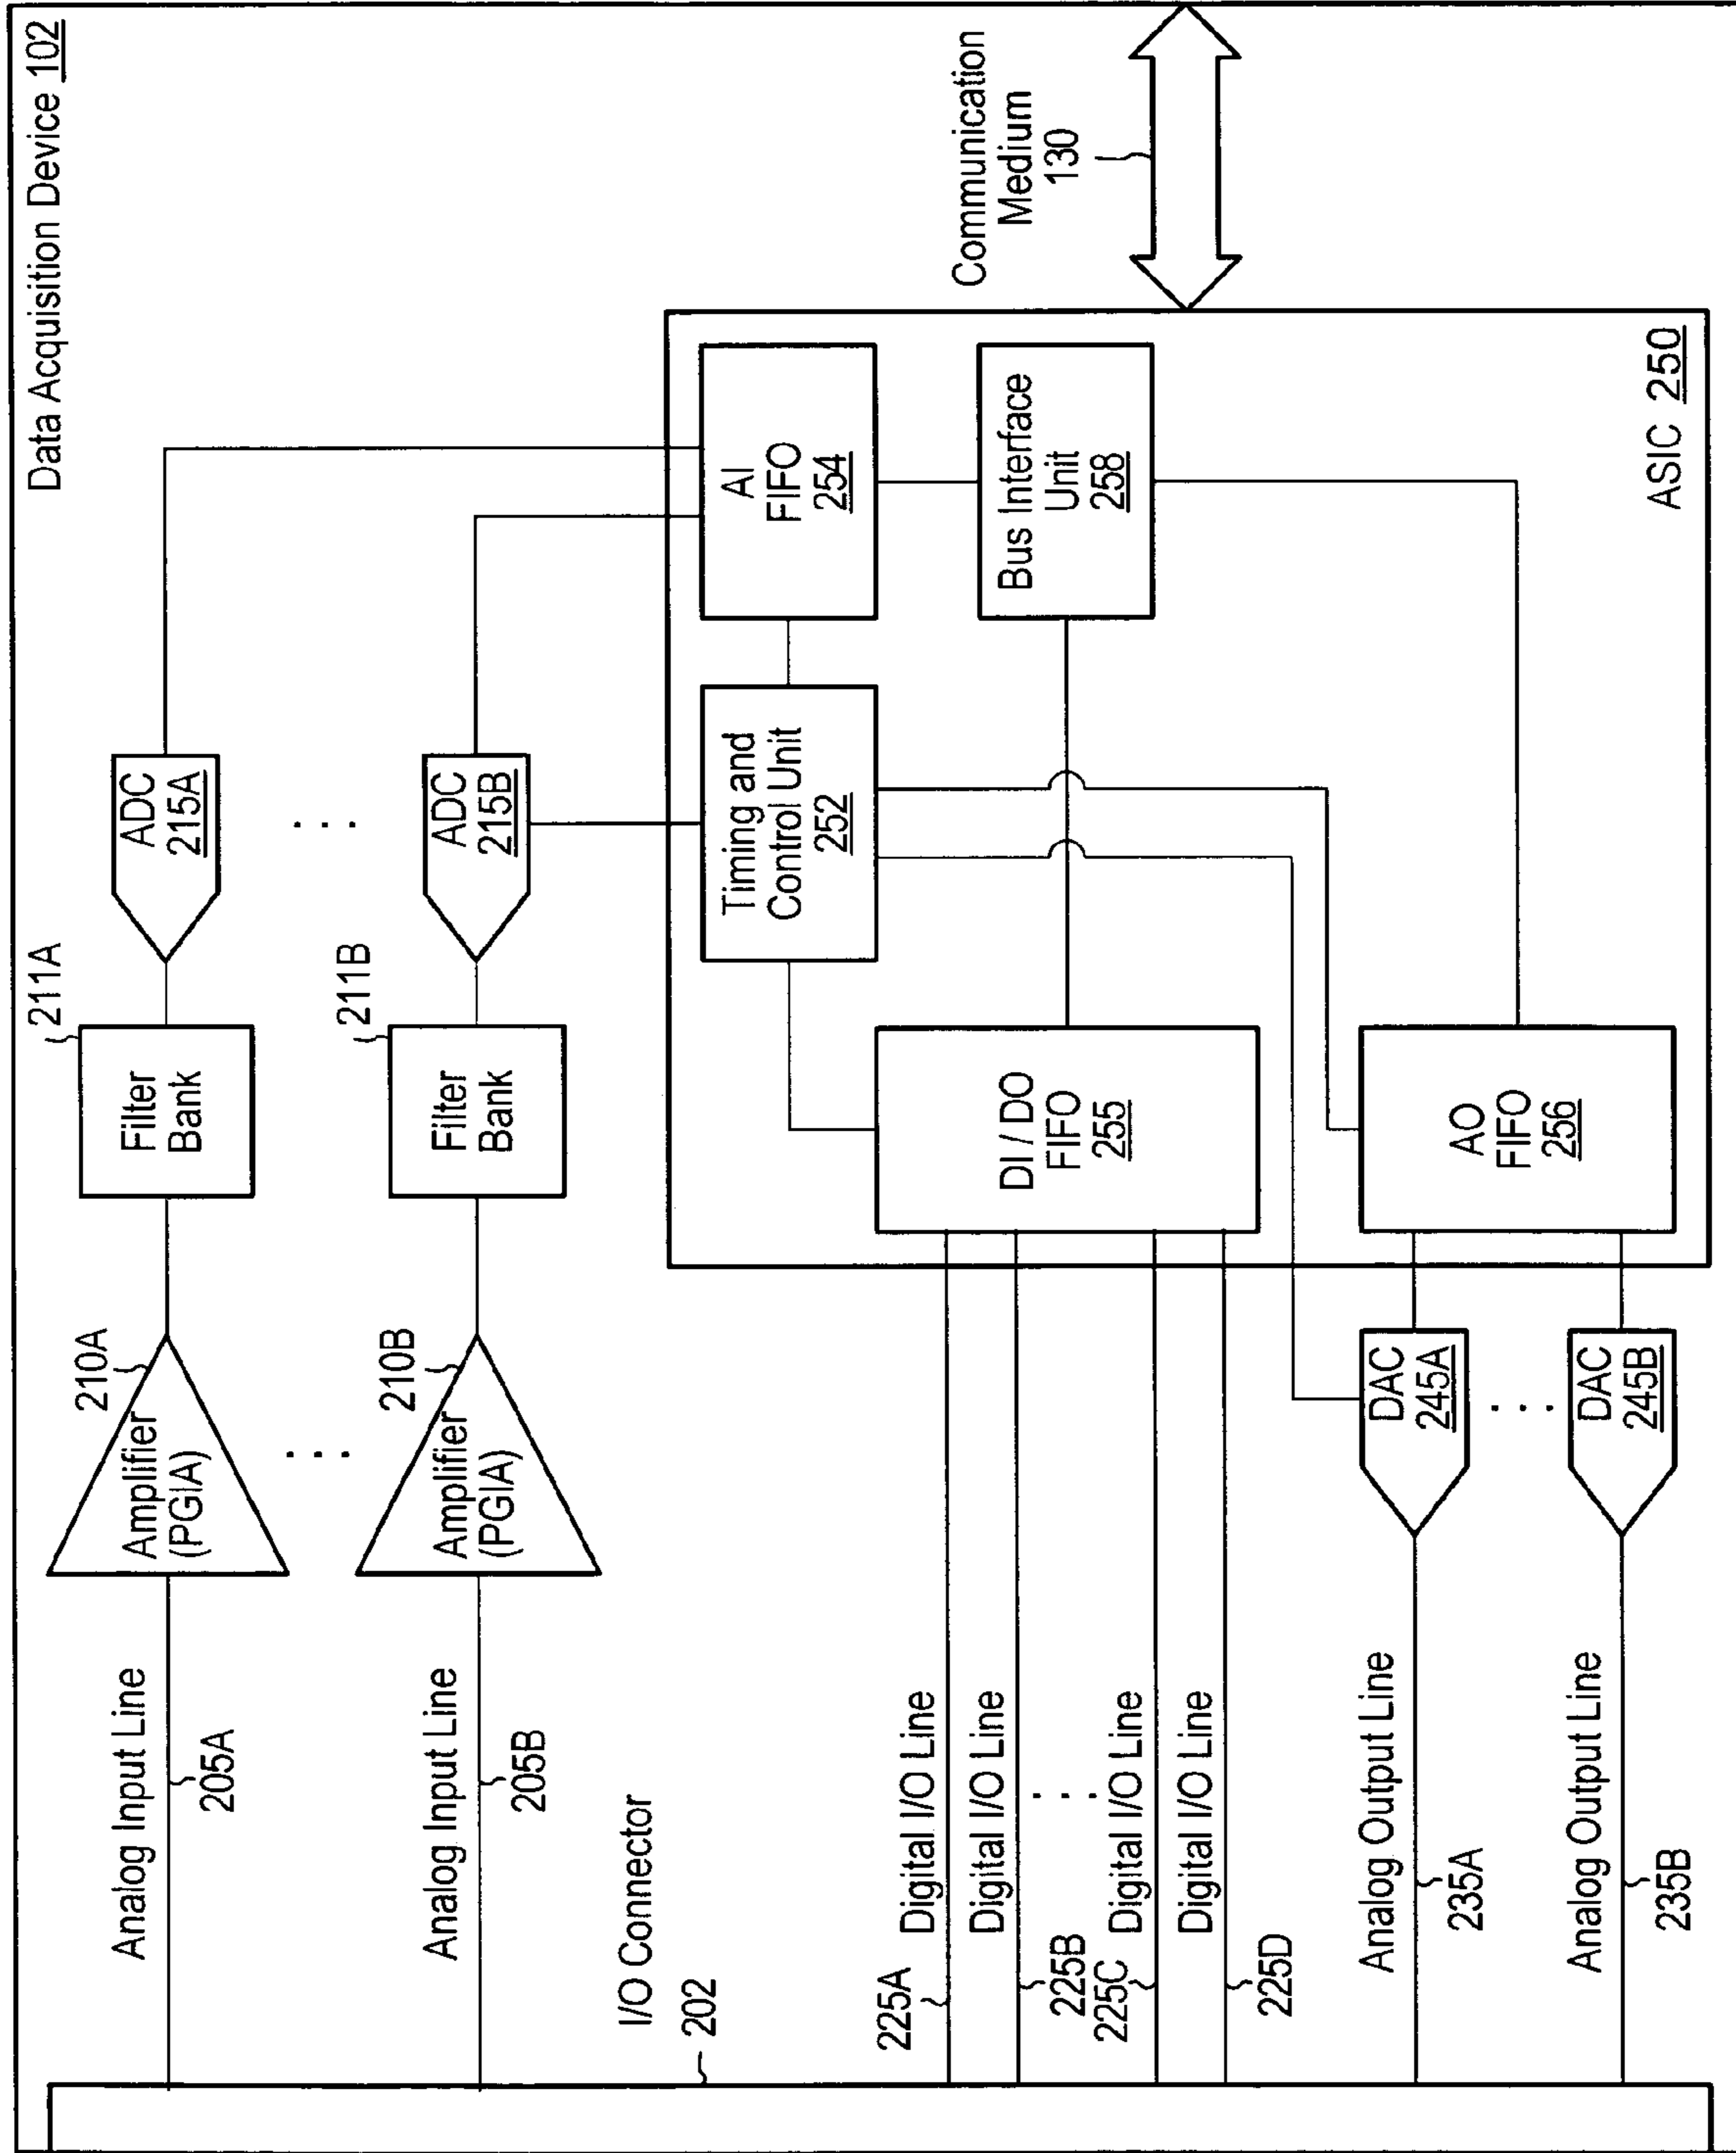 Data Acquisition Device 102
Analog Input Line
205A
Amplifier
(PGIA)
210A
Filter
Bank
211A
ADC
215A
. . .
. . .
Analog Input Line
205B
Amplifier
(PGIA)
210B
Filter
Bank
211B
ADC
215B
I/O Connector
202
Timing and
Control Unit
252
AI
FIFO
254
Communication
Medium
130
225A
Digital I/O Line
225B
Digital I/O Line
. . .
225C
Digital I/O Line
225D
Digital I/O Line
DI / DO
FIFO
255
Bus Interface
Unit
258
Analog Output Line
235A
DAC
245A
. . .
Analog Output Line
235B
DAC
245B
AO
FIFO
256
ASIC 250